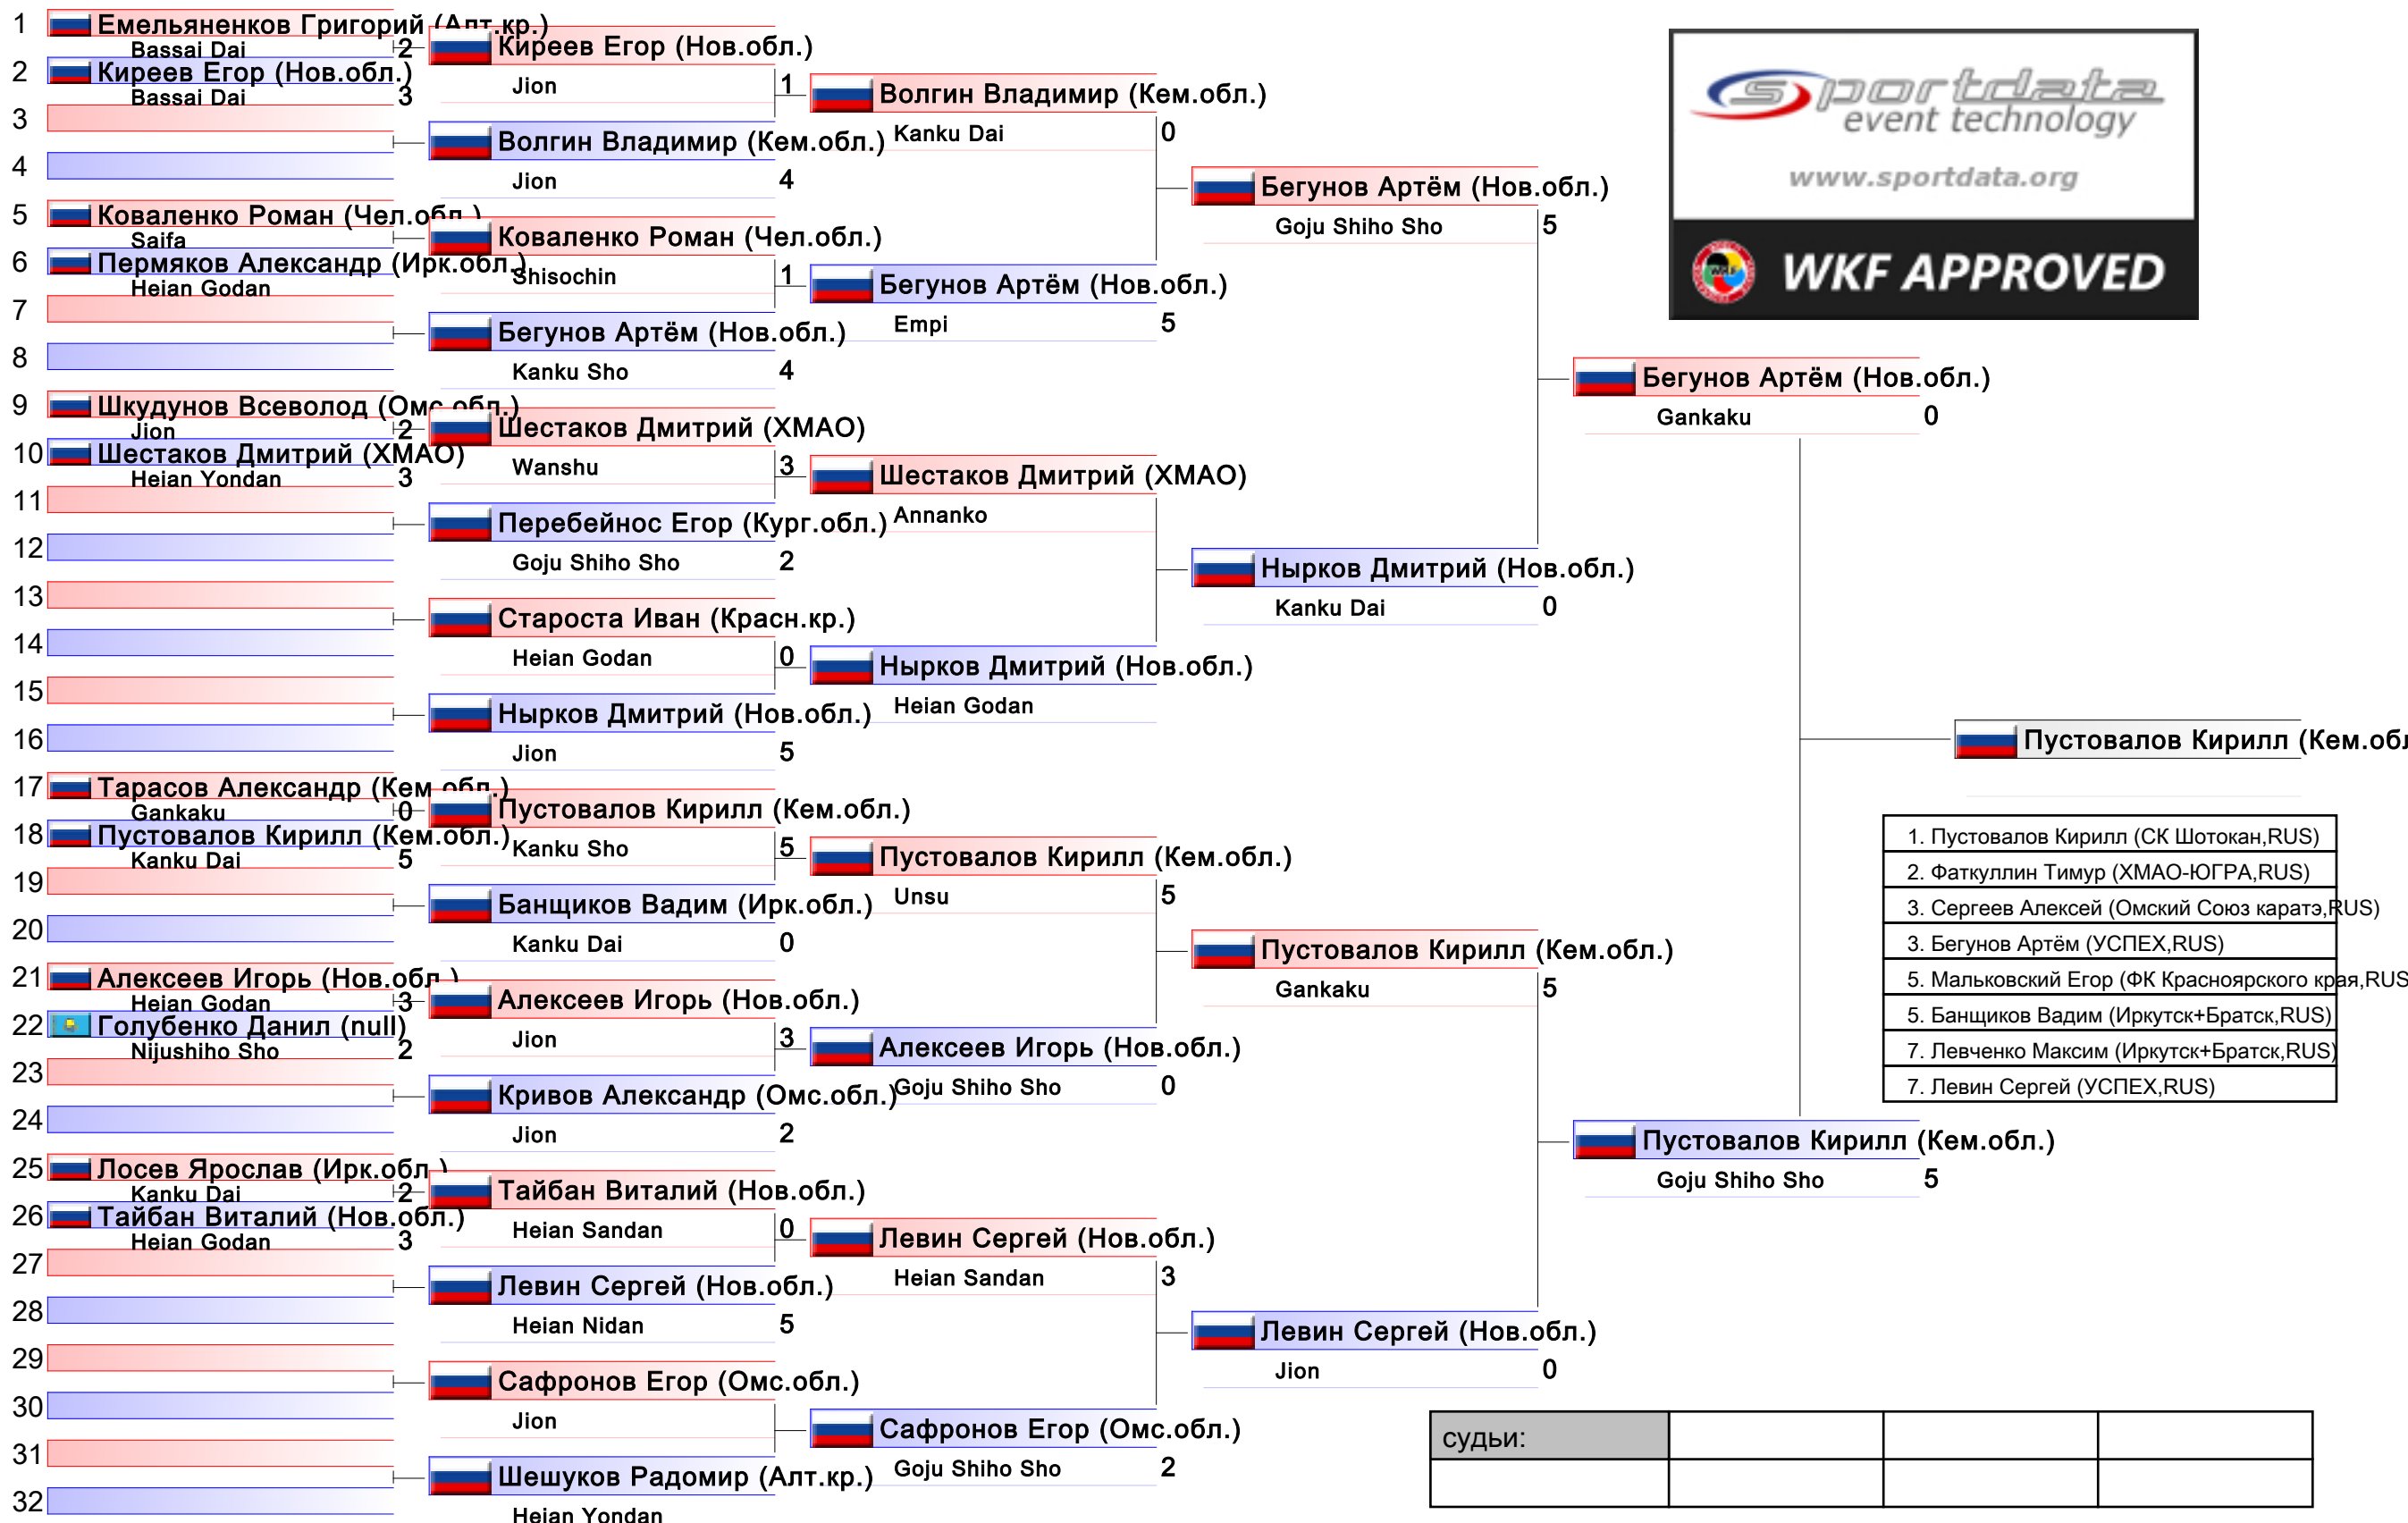 1 Емельяненков Григорий (Алт.кр.)
Bassai Dai 2
2 Киреев Егор (Нов.обл.)
Bassai Dai 3
3
4
5 Коваленко Роман (Чел.обл.)
Saifa
6 Пермяков Александр (Ирк.обл.)
Heian Godan
7
8
9 Шкудунов Всеволод (Омс.обл.)
Jion 2
10 Шестаков Дмитрий (ХМАО)
Heian Yondan 3
11
12
13
14
15
16
17 Тарасов Александр (Кем.обл.)
Gankaku 0
18 Пустовалов Кирилл (Кем.обл.)
Kanku Dai 5
19
20
21 Алексеев Игорь (Нов.обл.)
Heian Godan 3
22 Голубенко Данил (null)
Nijushiho Sho 2
23
24
25 Лосев Ярослав (Ирк.обл.)
Kanku Dai 2
26 Тайбан Виталий (Нов.обл.)
Heian Godan 3
27
28
29
30
31
32
Киреев Егор (Нов.обл.)
Jion 1
Волгин Владимир (Кем.обл.)
Jion 4
Коваленко Роман (Чел.обл.)
Shisochin 1
Бегунов Артём (Нов.обл.)
Kanku Sho 4
Шестаков Дмитрий (ХМАО)
Wanshu 3
Перебейнос Егор (Кург.обл.)
Goju Shiho Sho 2
Староста Иван (Красн.кр.)
Heian Godan 0
Нырков Дмитрий (Нов.обл.)
Jion 5
Пустовалов Кирилл (Кем.обл.)
Kanku Sho 5
Банщиков Вадим (Ирк.обл.)
Kanku Dai 0
Алексеев Игорь (Нов.обл.)
Jion 3
Кривов Александр (Омс.обл.)
Jion 2
Тайбан Виталий (Нов.обл.)
Heian Sandan 0
Левин Сергей (Нов.обл.)
Heian Nidan 5
Сафронов Егор (Омс.обл.)
Jion
Шешуков Радомир (Алт.кр.)
Heian Yondan
Волгин Владимир (Кем.обл.)
Kanku Dai 0
Бегунов Артём (Нов.обл.)
Empi 5
Шестаков Дмитрий (ХМАО)
Annanko
Нырков Дмитрий (Нов.обл.)
Heian Godan
Пустовалов Кирилл (Кем.обл.)
Unsu 5
Алексеев Игорь (Нов.обл.)
Goju Shiho Sho 0
Левин Сергей (Нов.обл.)
Heian Sandan 3
Сафронов Егор (Омс.обл.)
Goju Shiho Sho 2
Бегунов Артём (Нов.обл.)
Goju Shiho Sho 5
Нырков Дмитрий (Нов.обл.)
Kanku Dai 0
Пустовалов Кирилл (Кем.обл.)
Gankaku 5
Левин Сергей (Нов.обл.)
Jion 0
Бегунов Артём (Нов.обл.)
Gankaku 0
Пустовалов Кирилл (Кем.обл.)
Goju Shiho Sho 5
Пустовалов Кирилл (Кем.обл
sportdata
event technology
www.sportdata.org
WKF
WKF APPROVED
1. Пустовалов Кирилл (СК Шотокан,RUS)
2. Фаткуллин Тимур (ХМАО-ЮГРА,RUS)
3. Сергеев Алексей (Омский Союз каратэ,RUS)
3. Бегунов Артём (УСПЕХ,RUS)
5. Мальковский Егор (ФК Красноярского края,RUS
5. Банщиков Вадим (Иркутск+Братск,RUS)
7. Левченко Максим (Иркутск+Братск,RUS)
7. Левин Сергей (УСПЕХ,RUS)
судьи: